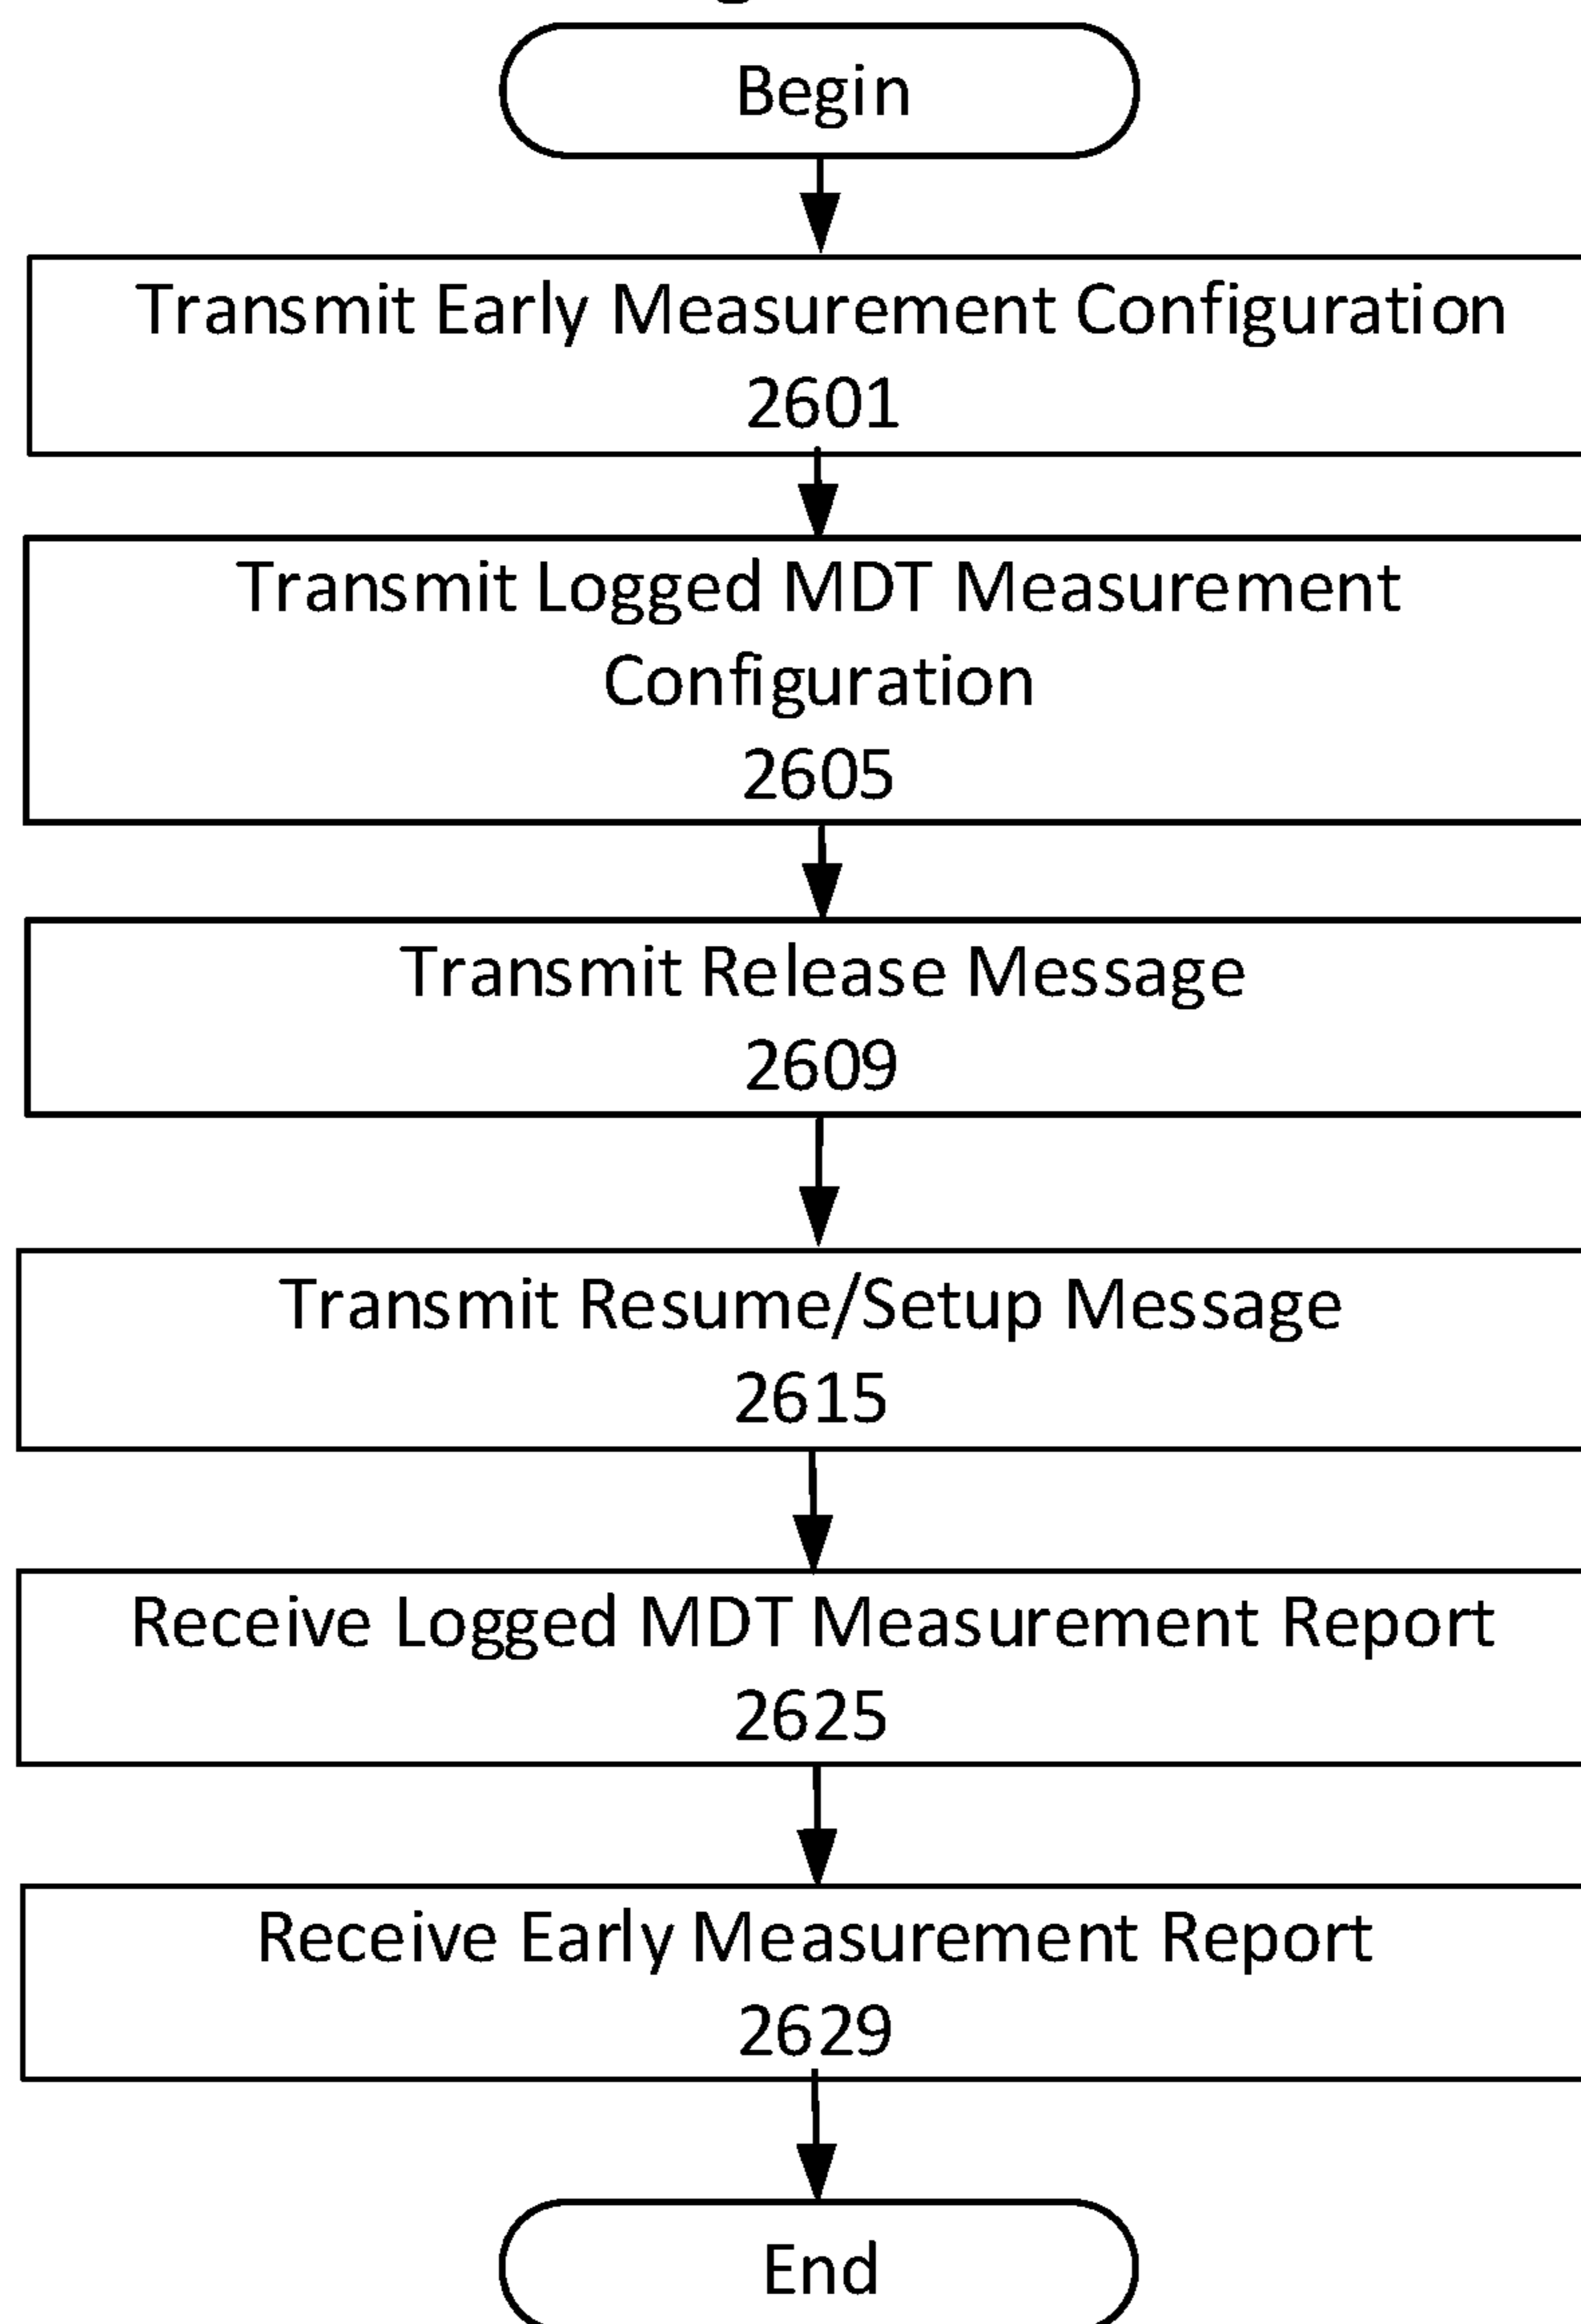 Begin
Transmit Early Measurement Configuration
2601
Transmit Logged MDT Measurement
Configuration
2605
Transmit Release Message
2609
Transmit Resume/Setup Message
2615
Receive Logged MDT Measurement Report
2625
Receive Early Measurement Report
2629
End